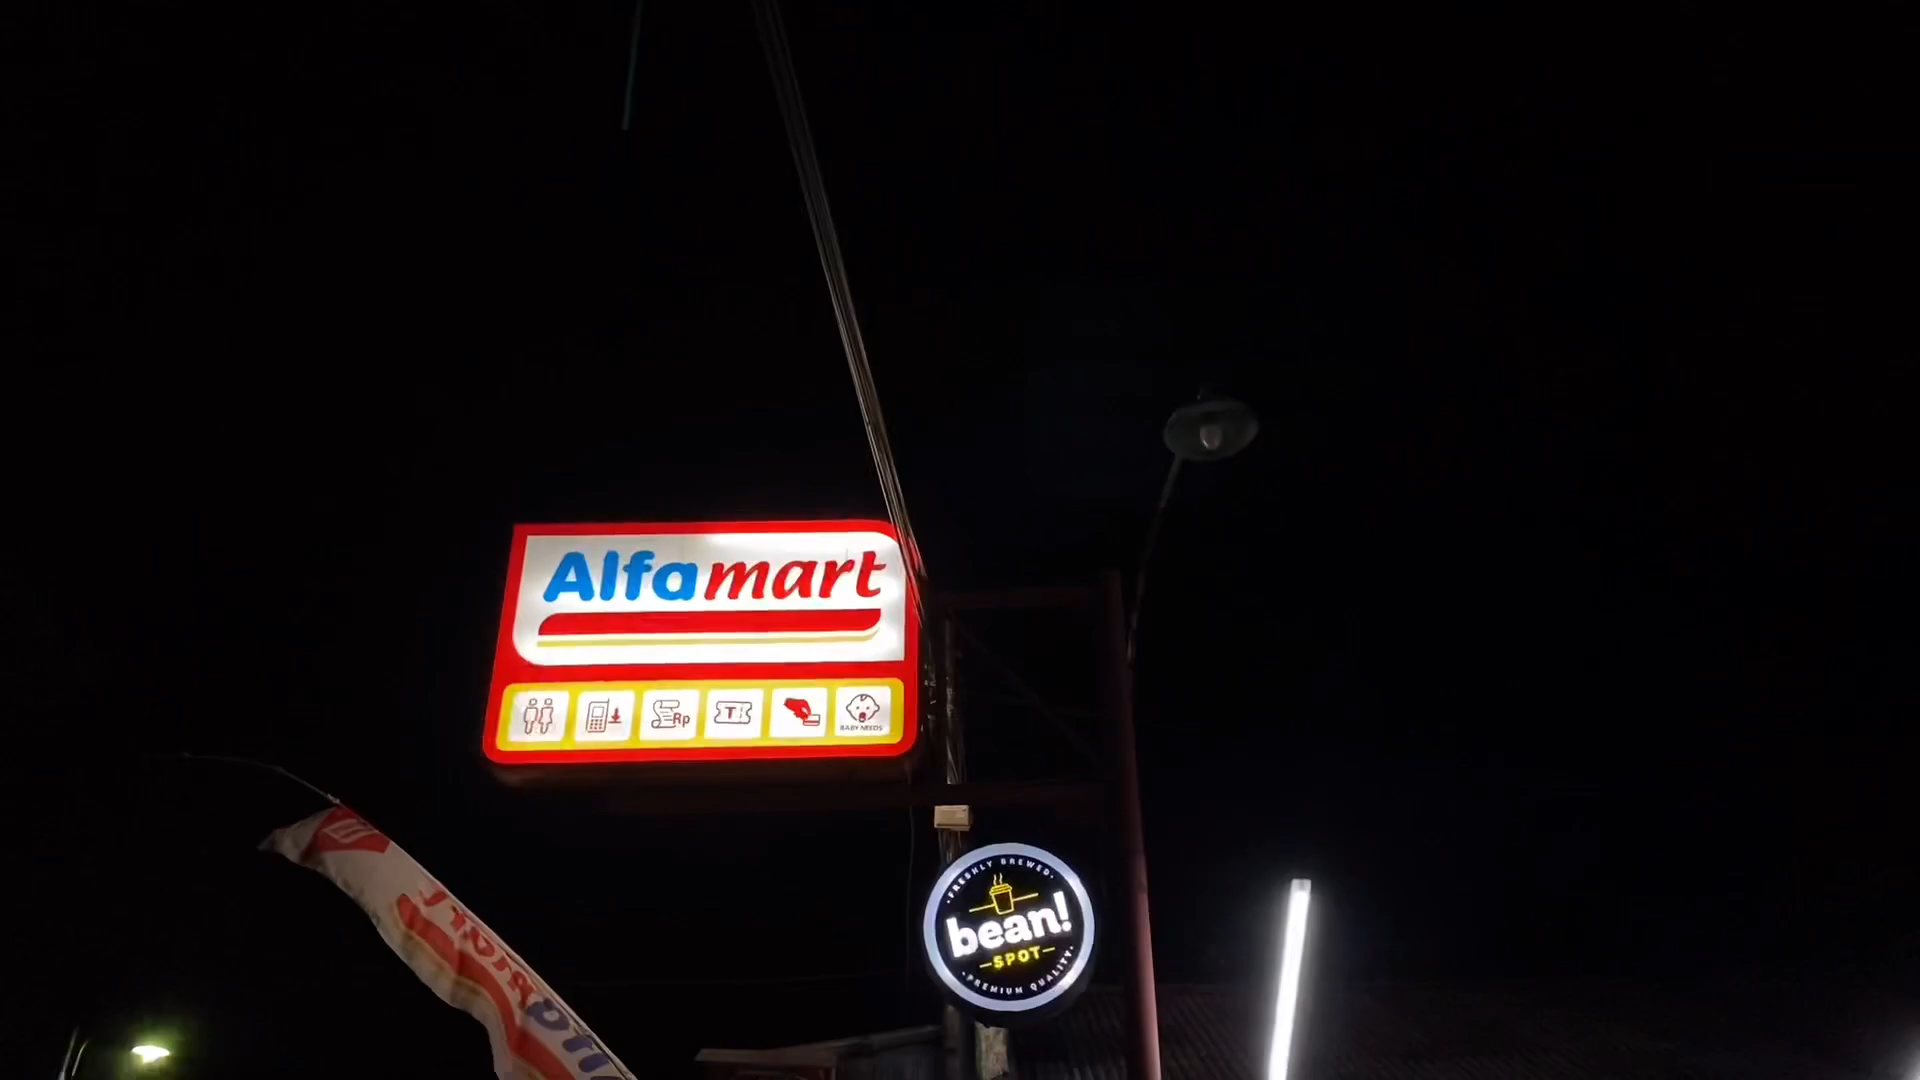 Alfamart
Rp
T
BABY NEEDS
FRESHLY BREWED
bean!
SPOT
PREMIUM QUALITY